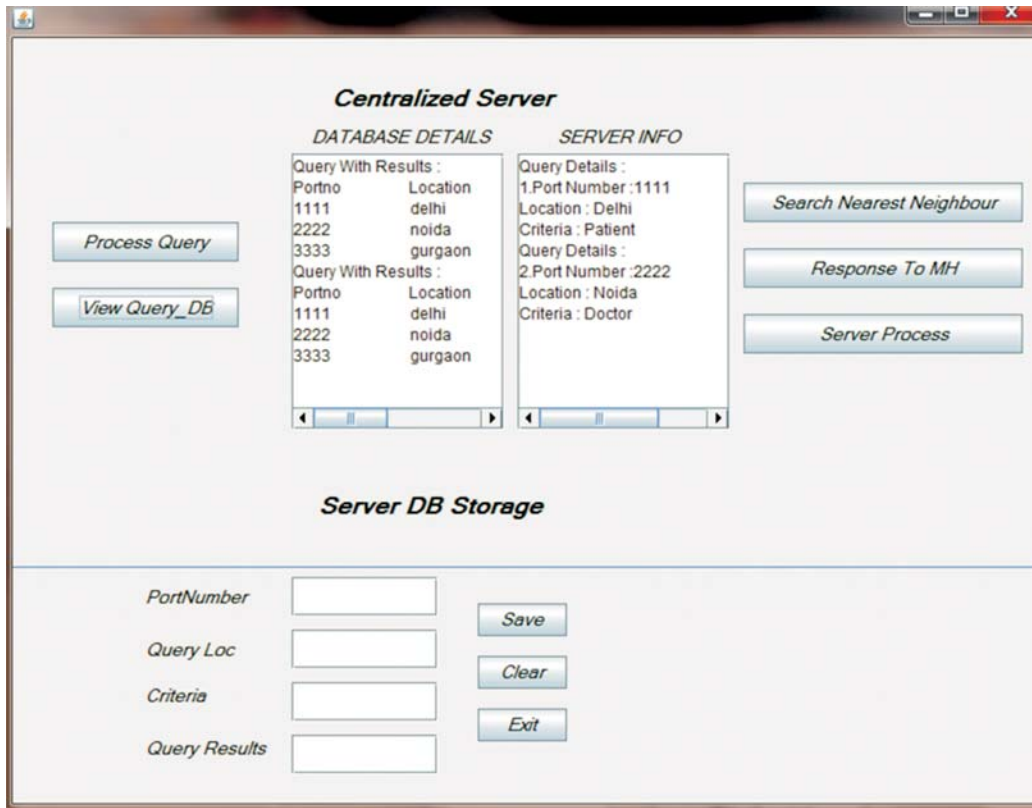 Centralized Server
DATABASE DETAILS
SERVER INFO
Process Query
View Query_DB
Query With Results :
Portno Location
1111 delhi
2222 noida
3333 gurgaon
Query With Results :
Portno Location
1111 delhi
2222 noida
3333 gurgaon
Query Details :
1.Port Number :1111
Location : Delhi
Criteria : Patient
Query Details :
2.Port Number :2222
Location : Noida
Criteria : Doctor
Search Nearest Neighbour
Response To MH
Server Process
Server DB Storage
PortNumber
Query Loc
Criteria
Query Results
Save
Clear
Exit